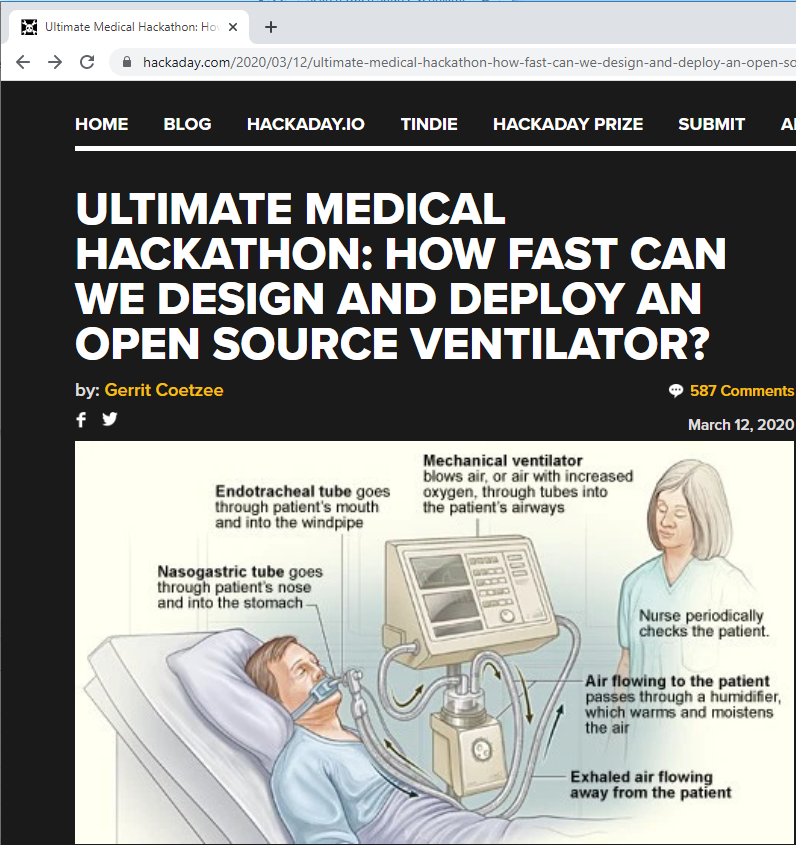 Ultimate Medical Hackathon: Ho
hackaday.com/2020/03/12/ultimate-medical-hackathon-how-fast-can-we-design-and-deploy-an-open-so
HOME BLOG HACKADAY.IO TINDIE HACKADAY PRIZE SUBMIT
ULTIMATE MEDICAL
HACKATHON: HOW FAST CAN
WE DESIGN AND DEPLOY AN
OPEN SOURCE VENTILATOR?
by: Gerrit Coetzee
587 Comments
March 12, 2020
Mechanical ventilator
blows air, or air with increased
oxygen, through tubes into
the patient's airways
Endotracheal tube goes
through patient's mouth
and into the windpipe
Nasogastric tube goes
through patient's nose
and into the stomach
Nurse periodically
checks the patient.
Air flowing to the patient
passes through a humidifier,
which warms and moistens
the air
Exhaled air flowing
away from the patient